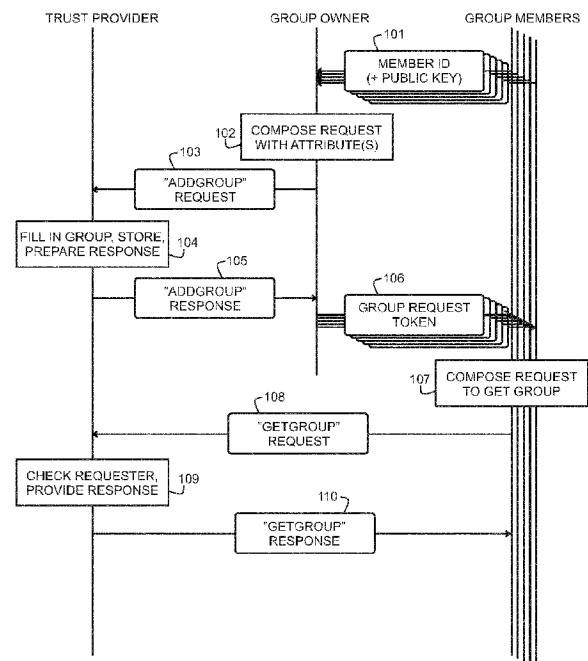 TRUST PROVIDER
GROUP OWNER
GROUP MEMBERS
101
MEMBER ID
(+ PUBLIC KEY)
102
COMPOSE REQUEST
WITH ATTRIBUTE(S)
103
"ADDGROUP"
REQUEST
FILL IN GROUP, STORE,
PREPARE RESPONSE
104
105
"ADDGROUP"
RESPONSE
106
GROUP REQUEST
TOKEN
107
COMPOSE REQUEST
TO GET GROUP
108
"GETGROUP"
REQUEST
CHECK REQUESTER,
PROVIDE RESPONSE
109
110
"GETGROUP"
RESPONSE